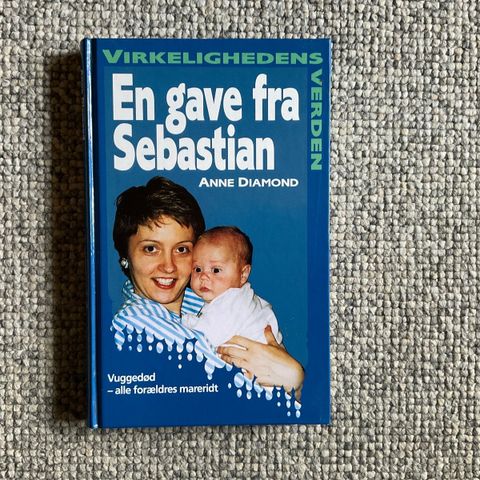 VIRKELIGHEDENS
VERDEN
En gave fra
Sebastian
ANNE DIAMOND
Vuggedød
– alle forældres mareridt